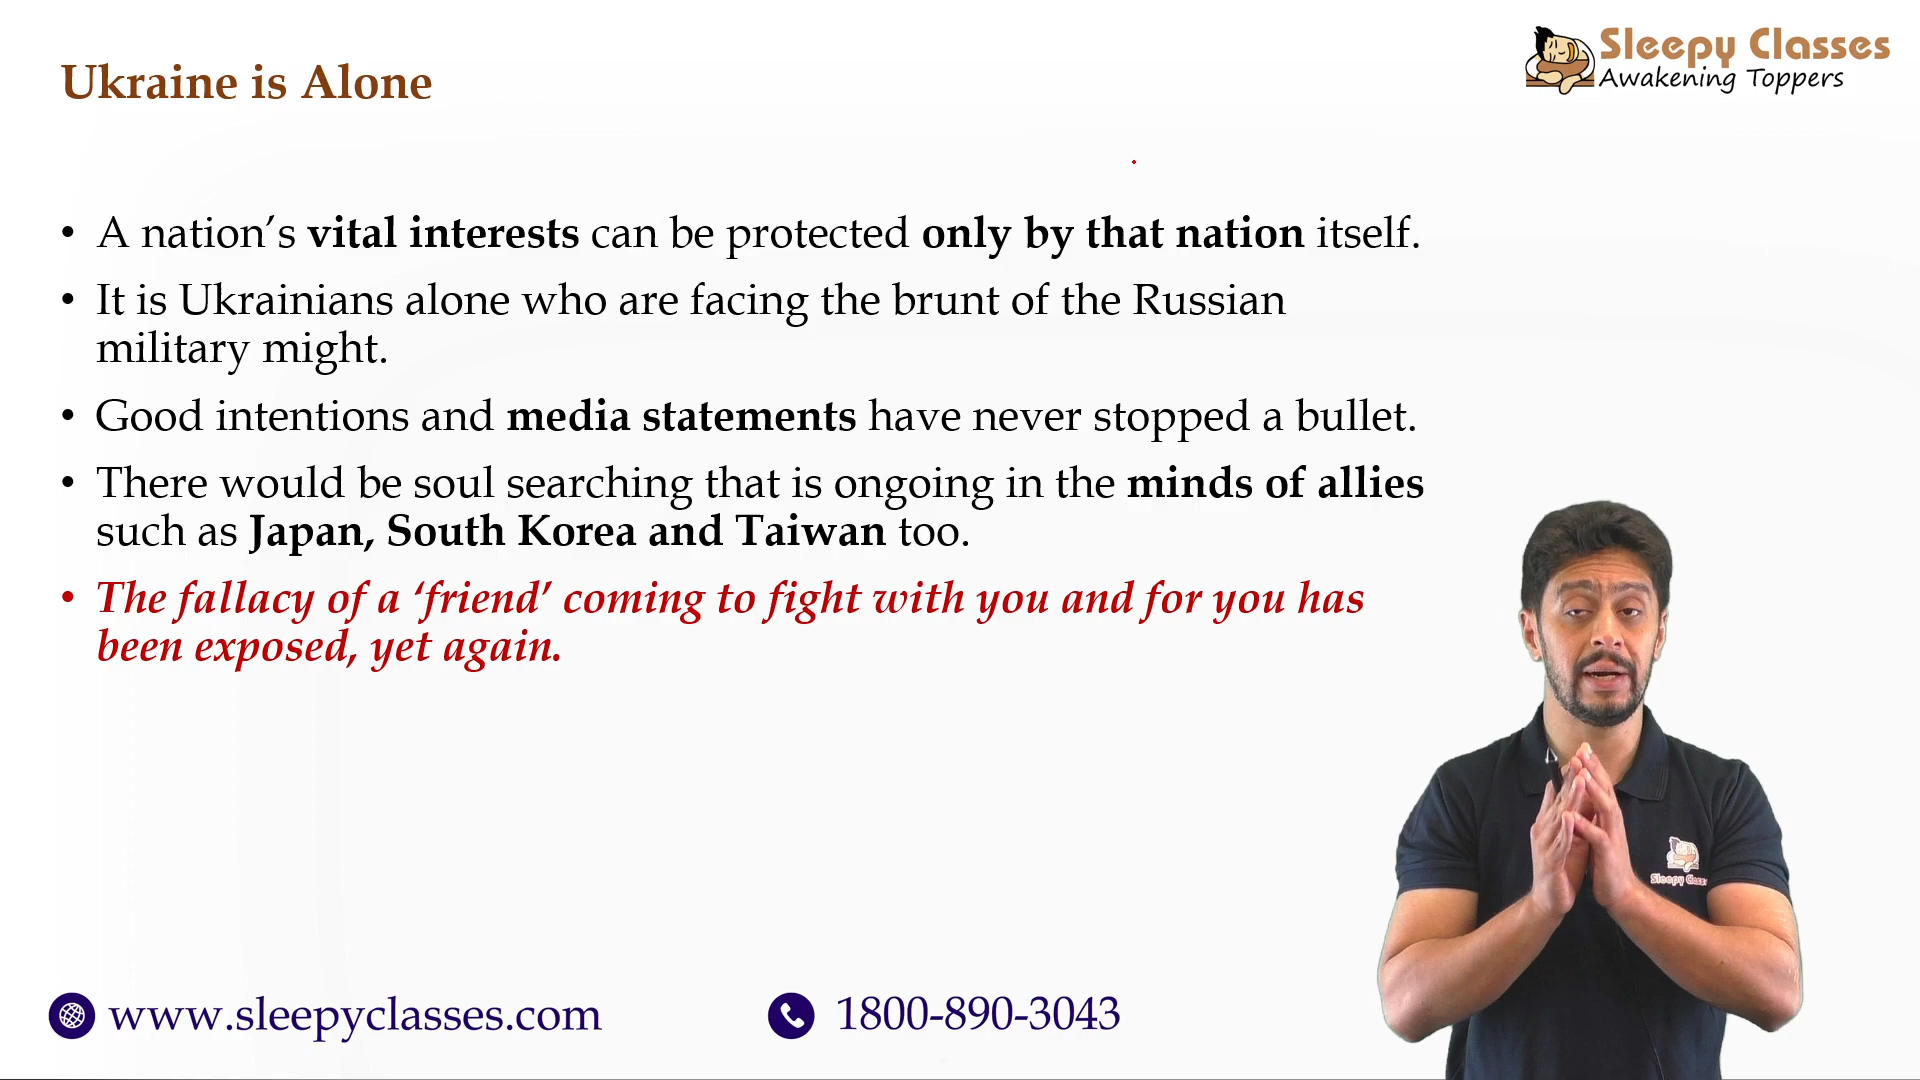 Ukraine is Alone
Sleepy Classes
Awakening Toppers
• A nation’s vital interests can be protected only by that nation itself.
• It is Ukrainians alone who are facing the brunt of the Russian
military might.
• Good intentions and media statements have never stopped a bullet.
• There would be soul searching that is ongoing in the minds of allies
such as Japan, South Korea and Taiwan too.
• The fallacy of a ‘friend’ coming to fight with you and for you has
been exposed, yet again.
Sleepy Classes
www.sleepyclasses.com
1800-890-3043